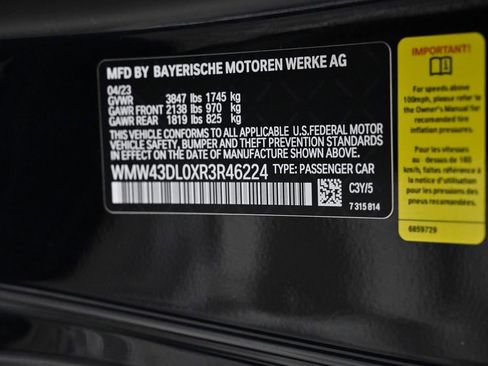 MFD BY BAYERISCHE MOTOREN WERKE AG
04/23
GVWR 3847 lbs 1745 kg
GAWR FRONT 2138 lbs 970 kg
GAWR REAR 1819 lbs 825 kg
THIS VEHICLE CONFORMS TO ALL APPLICABLE U.S.FEDERAL MOTOR
VEHICLE SAFETY, BUMPER AND THEFT PREVENTION STANDARDS
IN EFFECT ON THE DATE OF MANUFACTURE SHOWN ABOVE.
WMW43DL0XR3R46224 TYPE: PASSENGER CAR
C3Y/5
7 315 814
IMPORTANT!
For speeds above
100mph, please refer to
the Owner's Manual for
recommended tire
inflation pressures.
Pour les vitesses
au - dessus de 160
km/h, faites référence à
la notice d'utilisation
pour les pressions des
pneus recommandées.
6859729